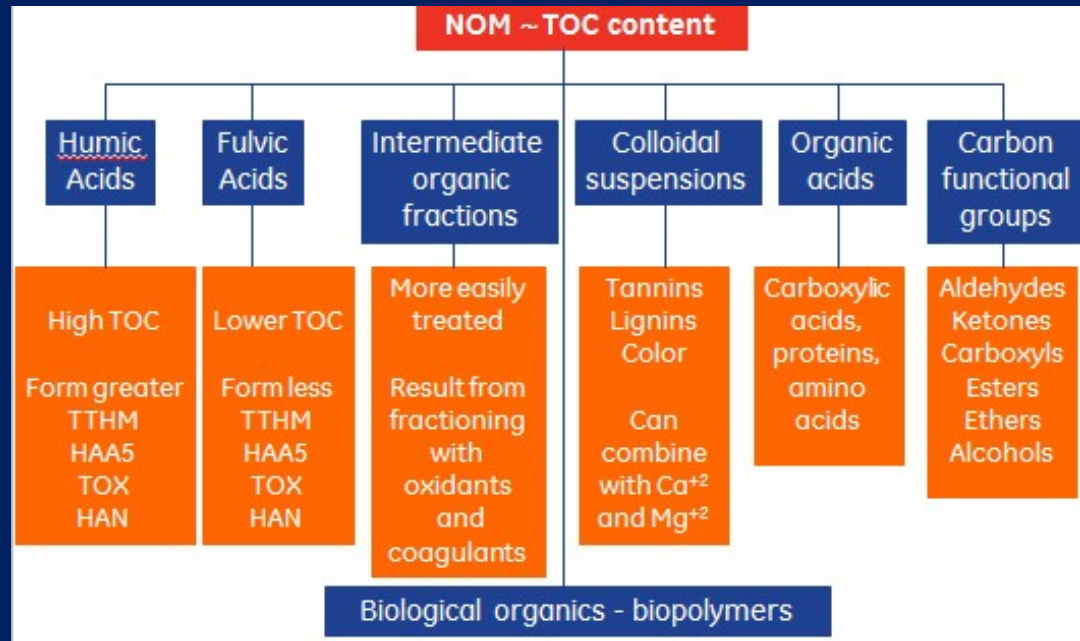 NOM ~ TOC content
Humic
Acids
Fulvic
Acids
Intermediate
organic
fractions
Colloidal
suspensions
Organic
acids
Carbon
functional
groups
High TOC
Form greater
TTHM
HAA5
TOX
HAN
Lower TOC
Form less
TTHM
HAA5
TOX
HAN
More easily
treated
Result from
fractioning
with
oxidants
and
coagulants
Tannins
Lignins
Color
Can
combine
with Ca⁺²
and Mg⁺²
Carboxylic
acids,
proteins,
amino
acids
Aldehydes
Ketones
Carboxyls
Esters
Ethers
Alcohols
Biological organics - biopolymers